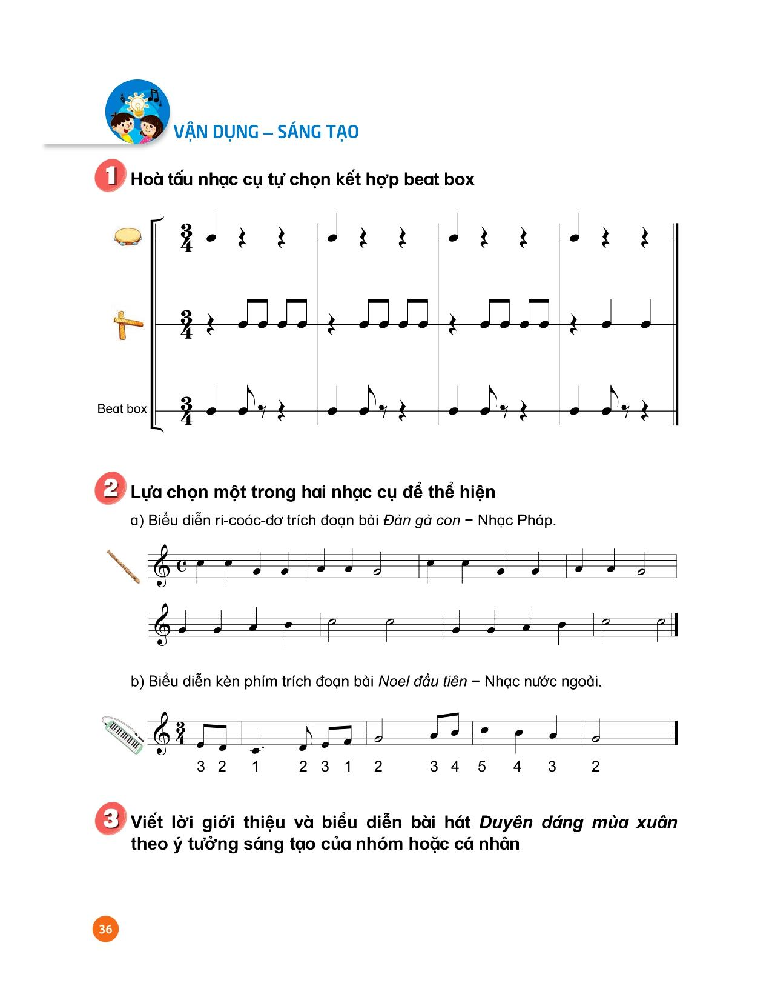 VẬN DỤNG – SÁNG TẠO
1 Hoà tấu nhạc cụ tự chọn kết hợp beat box
3
4
3
4
Beat box
3
4
2 Lựa chọn một trong hai nhạc cụ để thể hiện
a) Biểu diễn ri-coóc-đơ trích đoạn bài Đàn gà con – Nhạc Pháp.
b) Biểu diễn kèn phím trích đoạn bài Noel đầu tiên – Nhạc nước ngoài.
3
4
3 2 1 2 3 1 2 3 4 5 4 3 2
3 Viết lời giới thiệu và biểu diễn bài hát Duyên dáng mùa xuân
theo ý tưởng sáng tạo của nhóm hoặc cá nhân
36